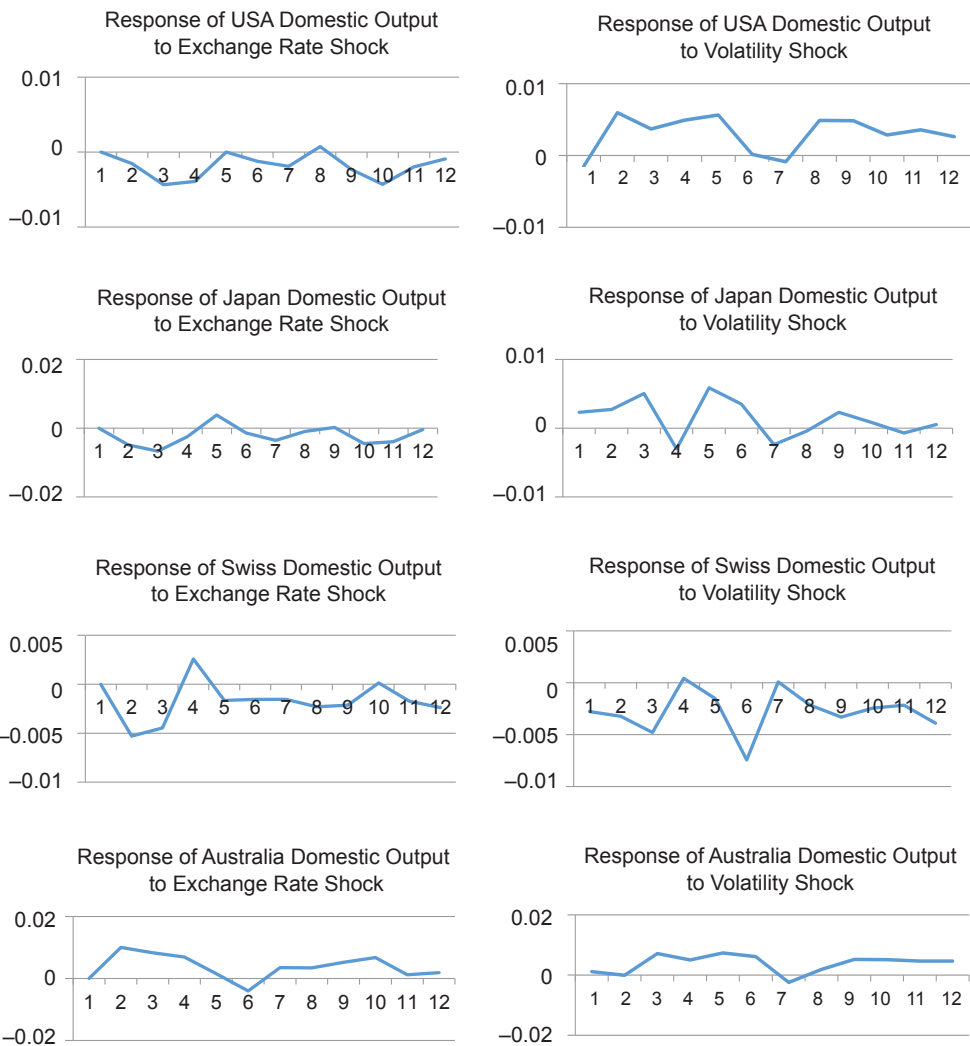 Response of USA Domestic Output
to Exchange Rate Shock
0.01
0
–0.01
1 2 3 4 5 6 7 8 9 10 11 12
Response of USA Domestic Output
to Volatility Shock
0.01
0
–0.01
1 2 3 4 5 6 7 8 9 10 11 12
Response of Japan Domestic Output
to Exchange Rate Shock
0.02
0
–0.02
1 2 3 4 5 6 7 8 9 10 11 12
Response of Japan Domestic Output
to Volatility Shock
0.01
0
–0.01
1 2 3 4 5 6 7 8 9 10 11 12
Response of Swiss Domestic Output
to Exchange Rate Shock
0.005
0
–0.005
–0.01
1 2 3 4 5 6 7 8 9 10 11 12
Response of Swiss Domestic Output
to Volatility Shock
0.005
0
–0.005
–0.01
1 2 3 4 5 6 7 8 9 10 11 12
Response of Australia Domestic Output
to Exchange Rate Shock
0.02
0
–0.02
1 2 3 4 5 6 7 8 9 10 11 12
Response of Australia Domestic Output
to Volatility Shock
0.02
0
–0.02
1 2 3 4 5 6 7 8 9 10 11 12